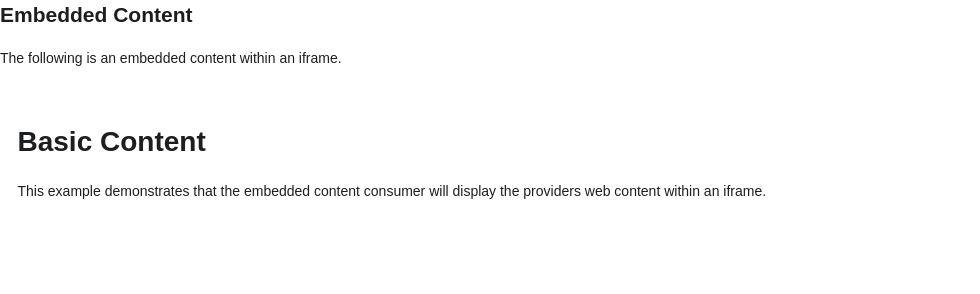 Embedded Content
The following is an embedded content within an iframe.
Basic Content
This example demonstrates that the embedded content consumer will display the providers web content within an iframe.